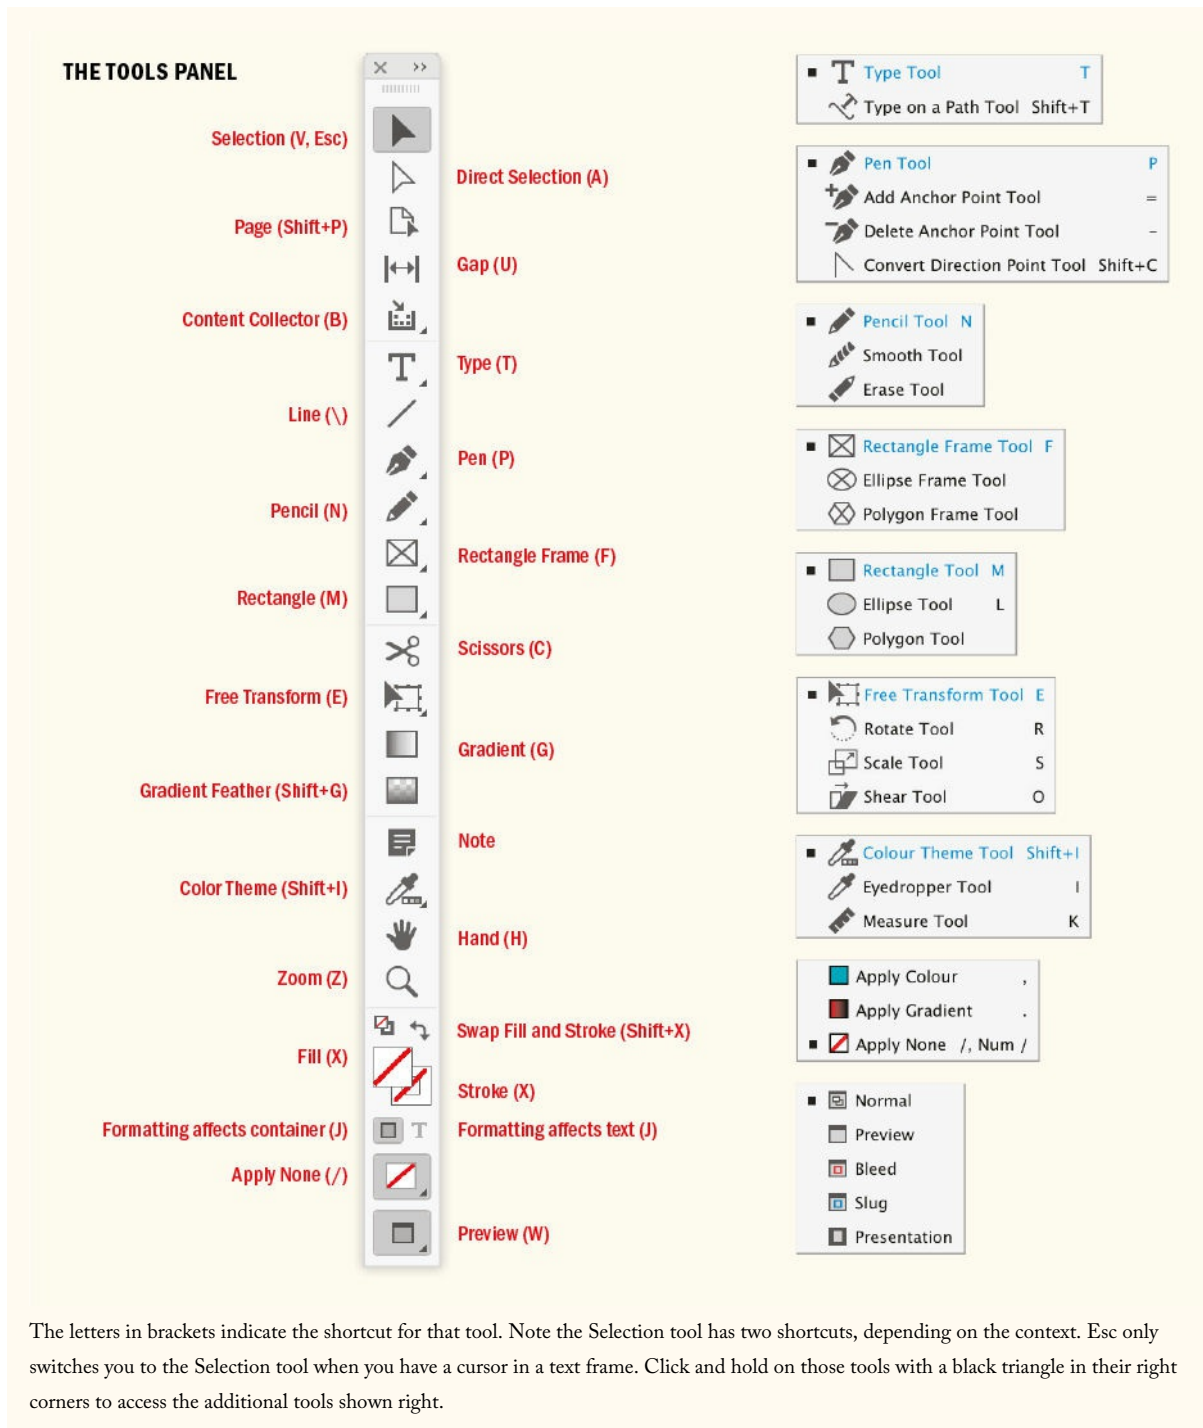 THE TOOLS PANEL
Selection (V, Esc)
Direct Selection (A)
Page (Shift+P)
Gap (U)
Content Collector (B)
Type (T)
Line (\)
Pen (P)
Pencil (N)
Rectangle Frame (F)
Rectangle (M)
Scissors (C)
Free Transform (E)
Gradient (G)
Gradient Feather (Shift+G)
Note
Color Theme (Shift+I)
Hand (H)
Zoom (Z)
Swap Fill and Stroke (Shift+X)
Fill (X)
Stroke (X)
Formatting affects container (J)
Formatting affects text (J)
Apply None (/)
Preview (W)
Type Tool T
Type on a Path Tool Shift+T
Pen Tool P
Add Anchor Point Tool =
Delete Anchor Point Tool -
Convert Direction Point Tool Shift+C
Pencil Tool N
Smooth Tool
Erase Tool
Rectangle Frame Tool F
Ellipse Frame Tool
Polygon Frame Tool
Rectangle Tool M
Ellipse Tool L
Polygon Tool
Free Transform Tool E
Rotate Tool R
Scale Tool S
Shear Tool O
Colour Theme Tool Shift+I
Eyedropper Tool I
Measure Tool K
Apply Colour ,
Apply Gradient .
Apply None /, Num /
Normal
Preview
Bleed
Slug
Presentation
The letters in brackets indicate the shortcut for that tool. Note the Selection tool has two shortcuts, depending on the context. Esc only
switches you to the Selection tool when you have a cursor in a text frame. Click and hold on those tools with a black triangle in their right
corners to access the additional tools shown right.